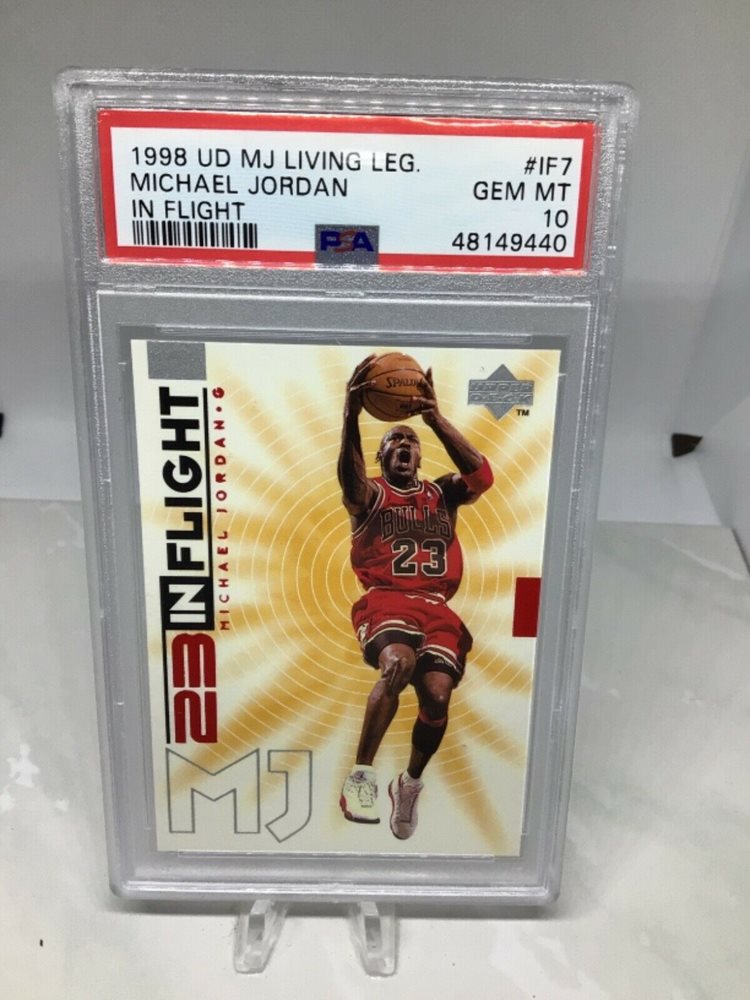 1998 UD MJ LIVING LEG. #IF7
MICHAEL JORDAN GEM MT
IN FLIGHT 10
PSA 48149440
SPALDING
UPPER DECK
TM
BULLS
23
23 IN FLIGHT
MICHAEL JORDAN • G
MJ